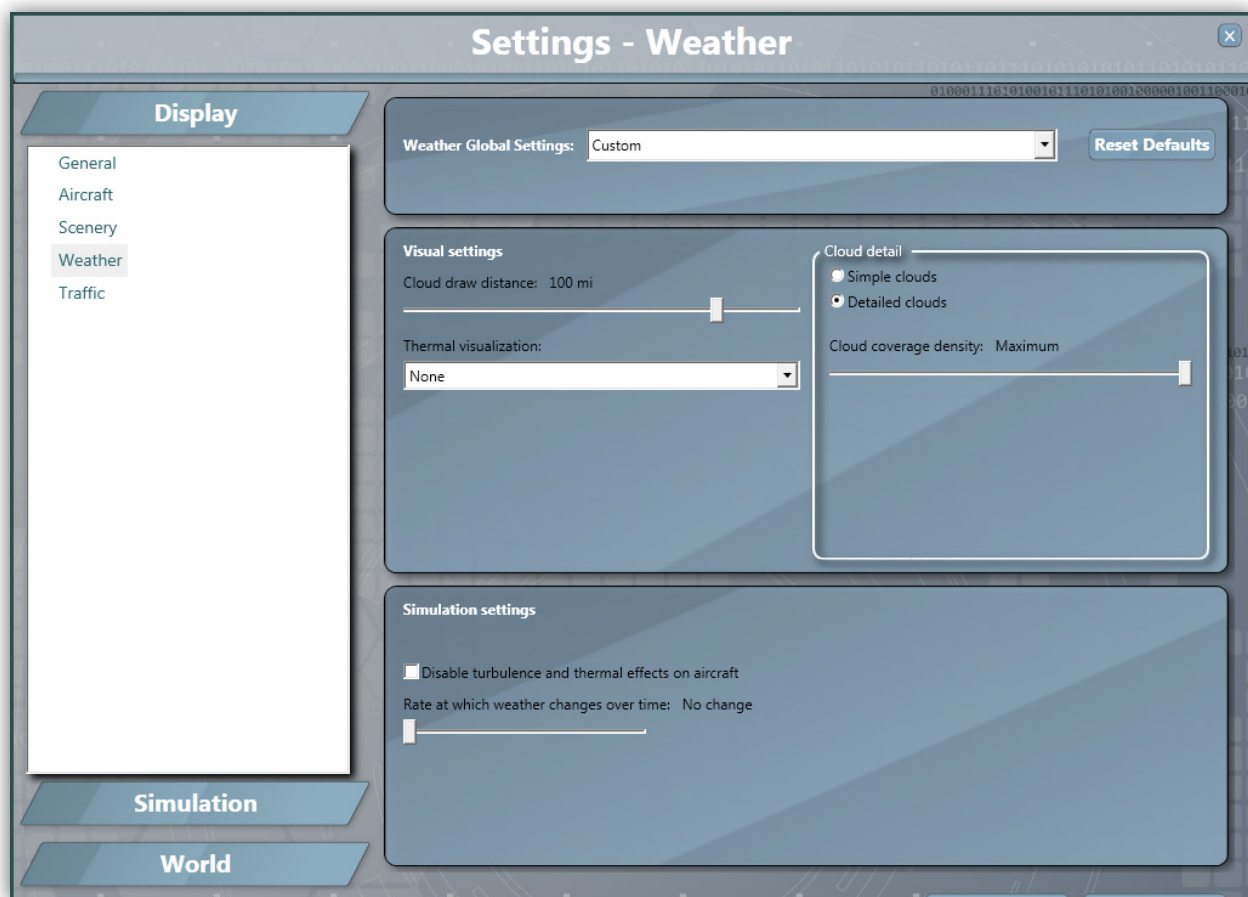 Settings - Weather
Display
General
Aircraft
Scenery
Weather
Traffic
Simulation
World
Weather Global Settings: Custom Reset Defaults
Visual settings
Cloud draw distance: 100 mi
Thermal visualization:
None
Cloud detail
Simple clouds
Detailed clouds
Cloud coverage density: Maximum
Simulation settings
Disable turbulence and thermal effects on aircraft
Rate at which weather changes over time: No change